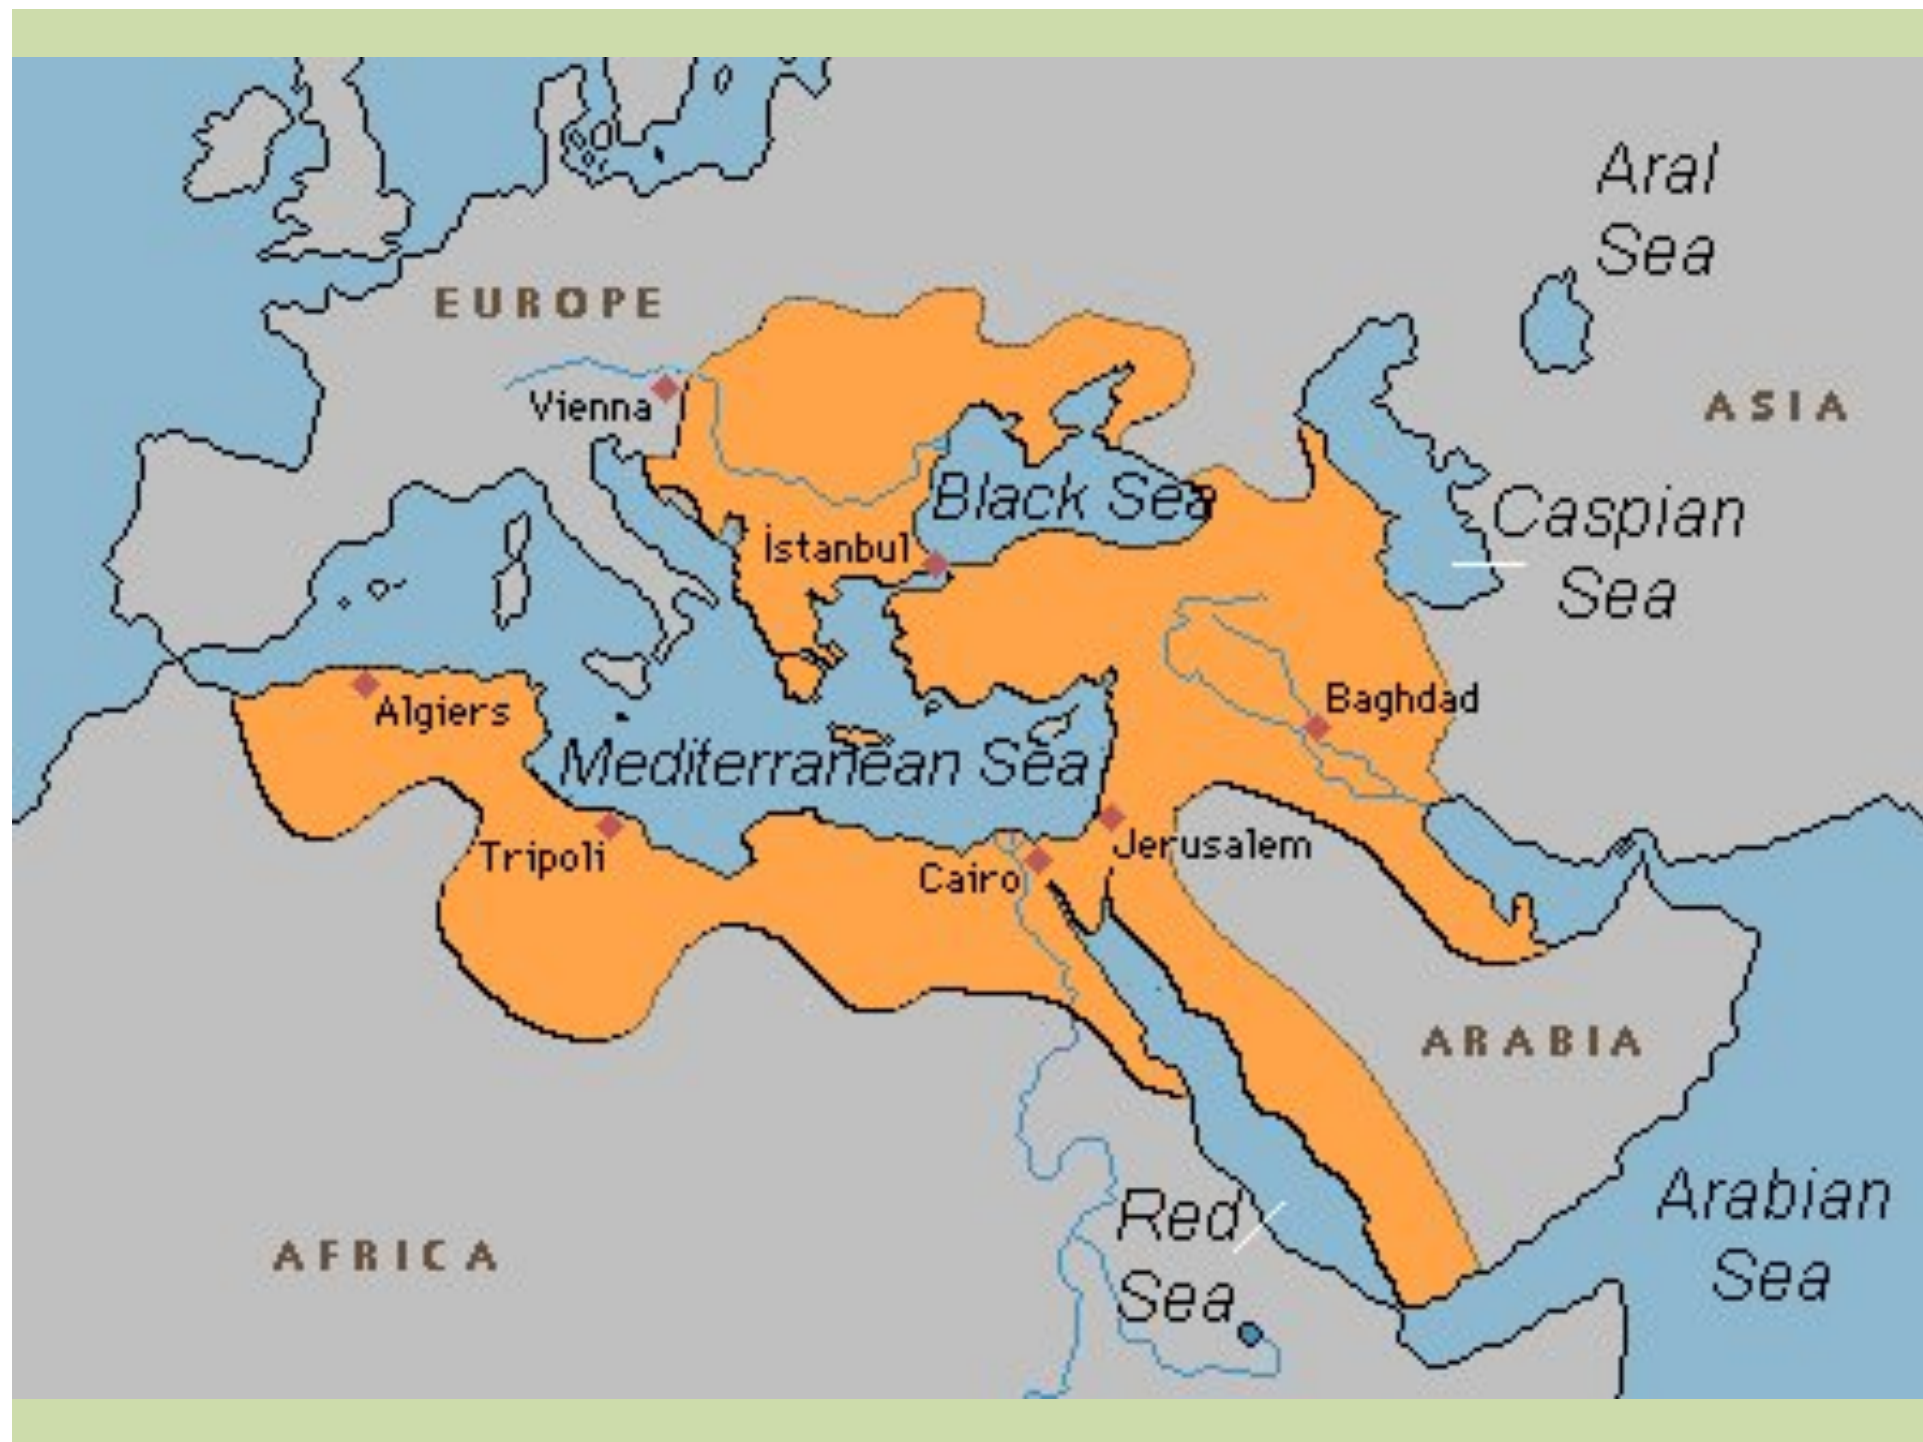 Aral
Sea
EUROPE
ASIA
Vienna
Black Sea
Caspian
Sea
İstanbul
Baghdad
Algiers
Mediterranean Sea
Jerusalem
Tripoli
Cairo
ARABIA
Red
Sea
Arabian
Sea
AFRICA